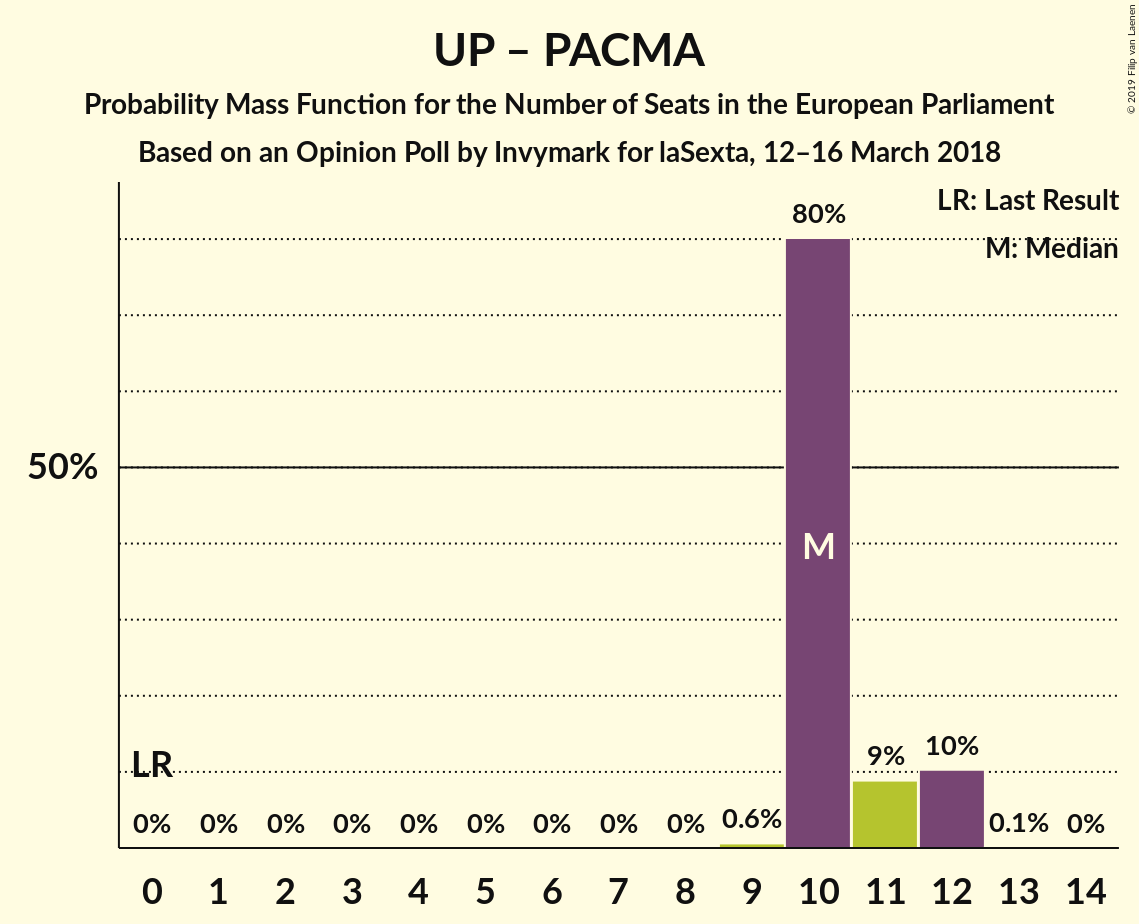 UP – PACMA
Probability Mass Function for the Number of Seats in the European Parliament
Based on an Opinion Poll by Invymark for laSexta, 12–16 March 2018
© 2019 Filip van Laenen
LR: Last Result
M: Median
80%
50%
M
LR
9%
10%
0%
0%
0%
0%
0%
0%
0%
0%
0%
0.6%
0.1%
0%
0 1 2 3 4 5 6 7 8 9 10 11 12 13 14